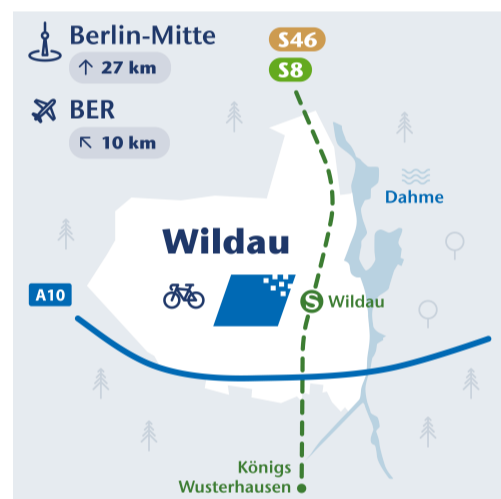 Berlin-Mitte
↑ 27 km
BER
↖ 10 km
S46
S8
Dahme
Wildau
A10
S Wildau
Königs
Wusterhausen